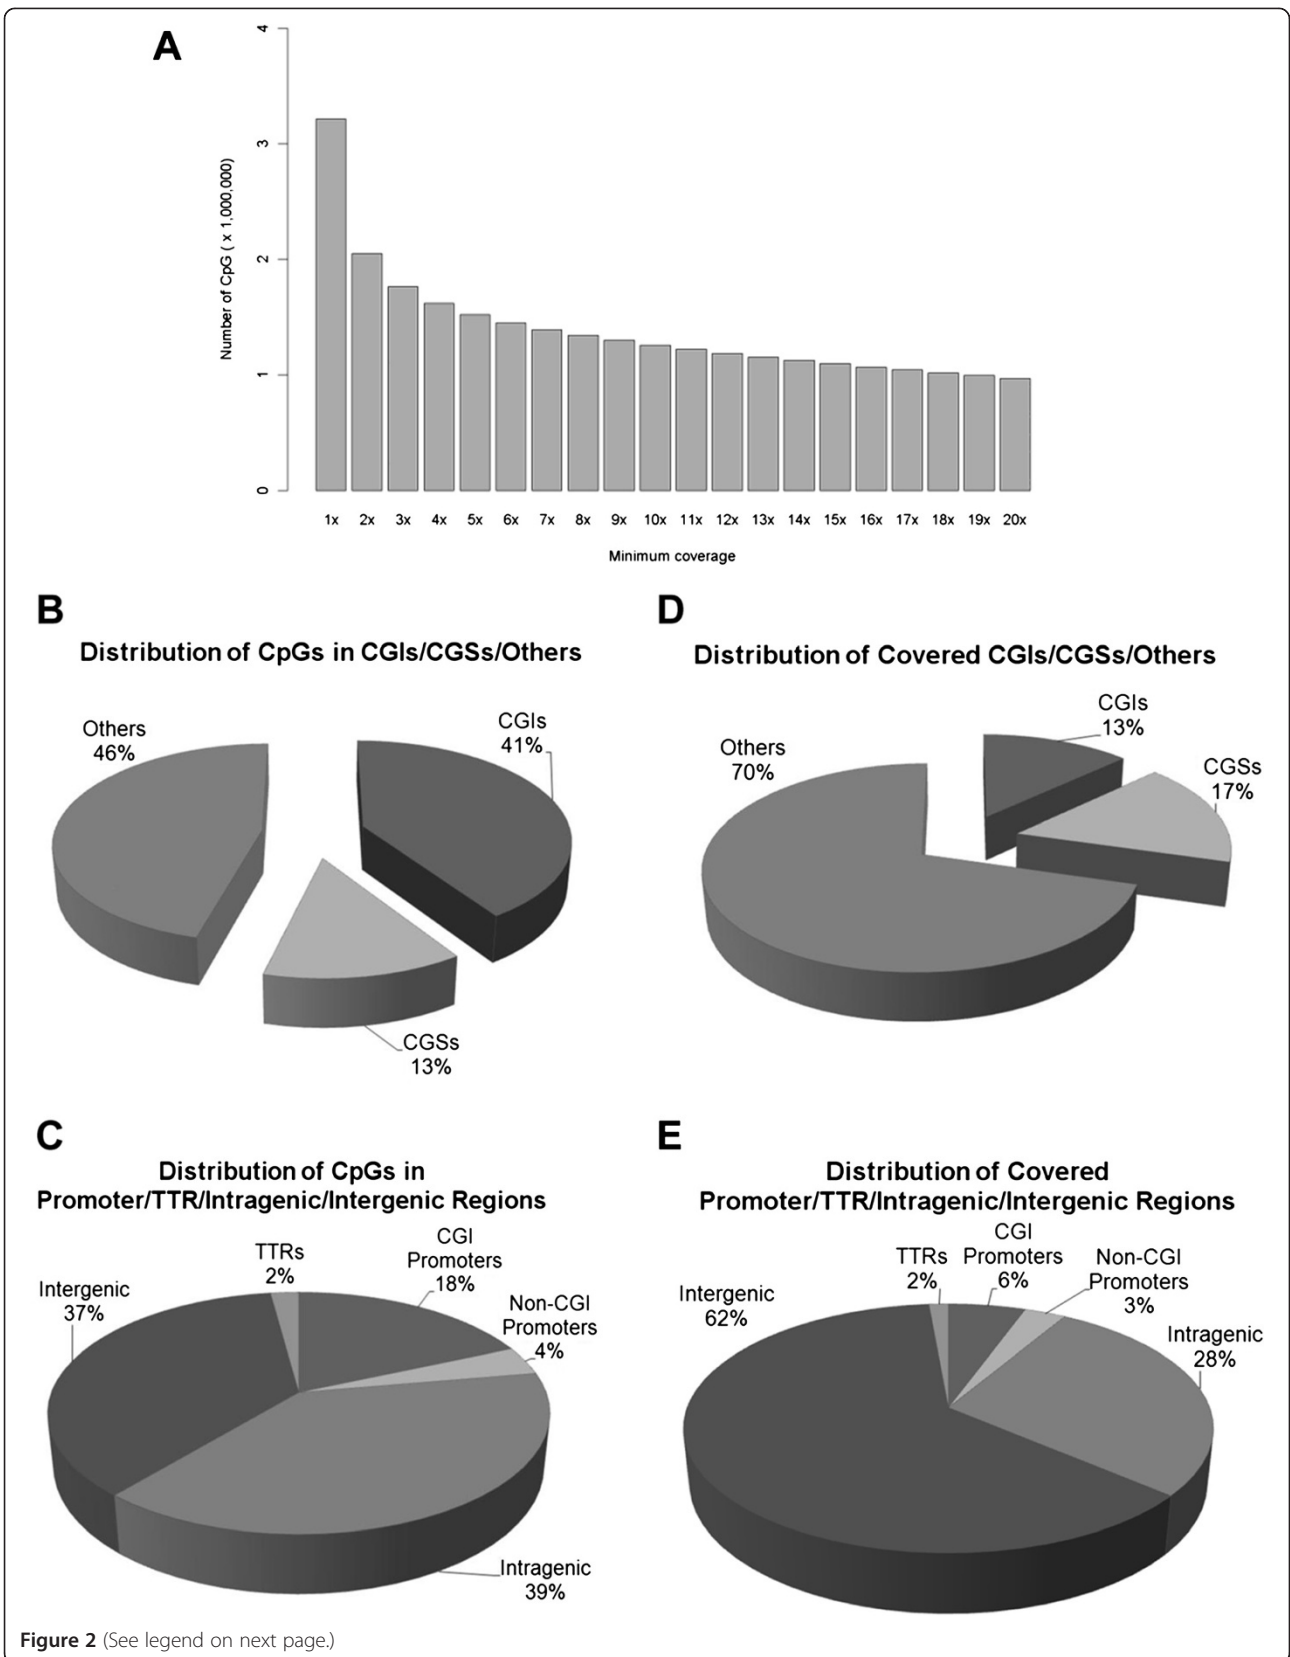 A
4
3
2
1
0
Number of CpG ( x 1,000,000)
1x 2x 3x 4x 5x 6x 7x 8x 9x 10x 11x 12x 13x 14x 15x 16x 17x 18x 19x 20x
Minimum coverage
B
Distribution of CpGs in CGIs/CGSs/Others
Others
46%
CGIs
41%
CGSs
13%
D
Distribution of Covered CGIs/CGSs/Others
Others
70%
CGIs
13%
CGSs
17%
C
Distribution of CpGs in
Promoter/TTR/Intragenic/Intergenic Regions
TTRs
2%
CGI
Promoters
18%
Non-CGI
Promoters
4%
Intergenic
37%
Intragenic
39%
E
Distribution of Covered
Promoter/TTR/Intragenic/Intergenic Regions
TTRs
2%
CGI
Promoters
6%
Non-CGI
Promoters
3%
Intergenic
62%
Intragenic
28%
Figure 2 (See legend on next page.)